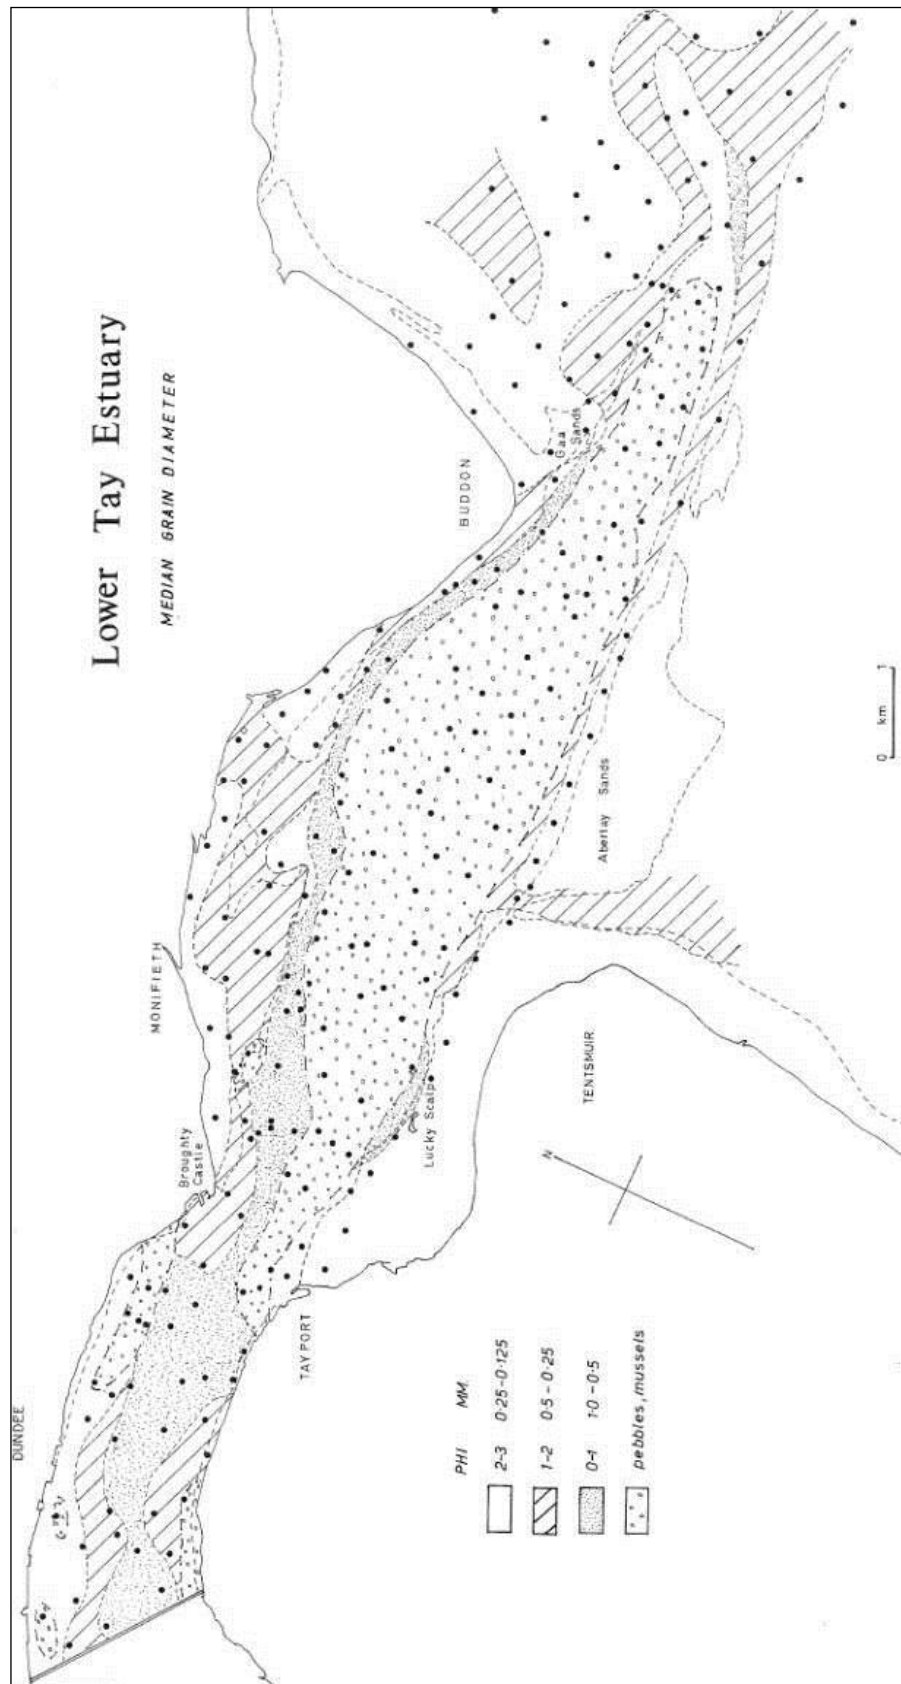 Lower Tay Estuary
MEDIAN GRAIN DIAMETER
DUNDEE
Broughty
Castle
MONIFIETH
BUDDON
Gaa
Sands
TAYPORT
Lucky Scalp
TENTSMUIR
Abertay Sands
N
PHI MM.
2-3 0·25-0·125
1-2 0·5-0·25
0-1 1·0-0·5
pebbles, mussels
0 km 1